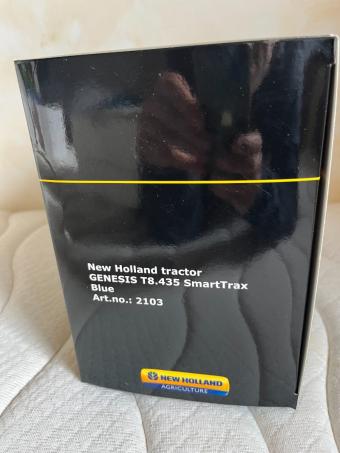 New Holland tractor
GENESIS T8.435 SmartTrax
Blue
Art.no.: 2103
NEW HOLLAND
AGRICULTURE